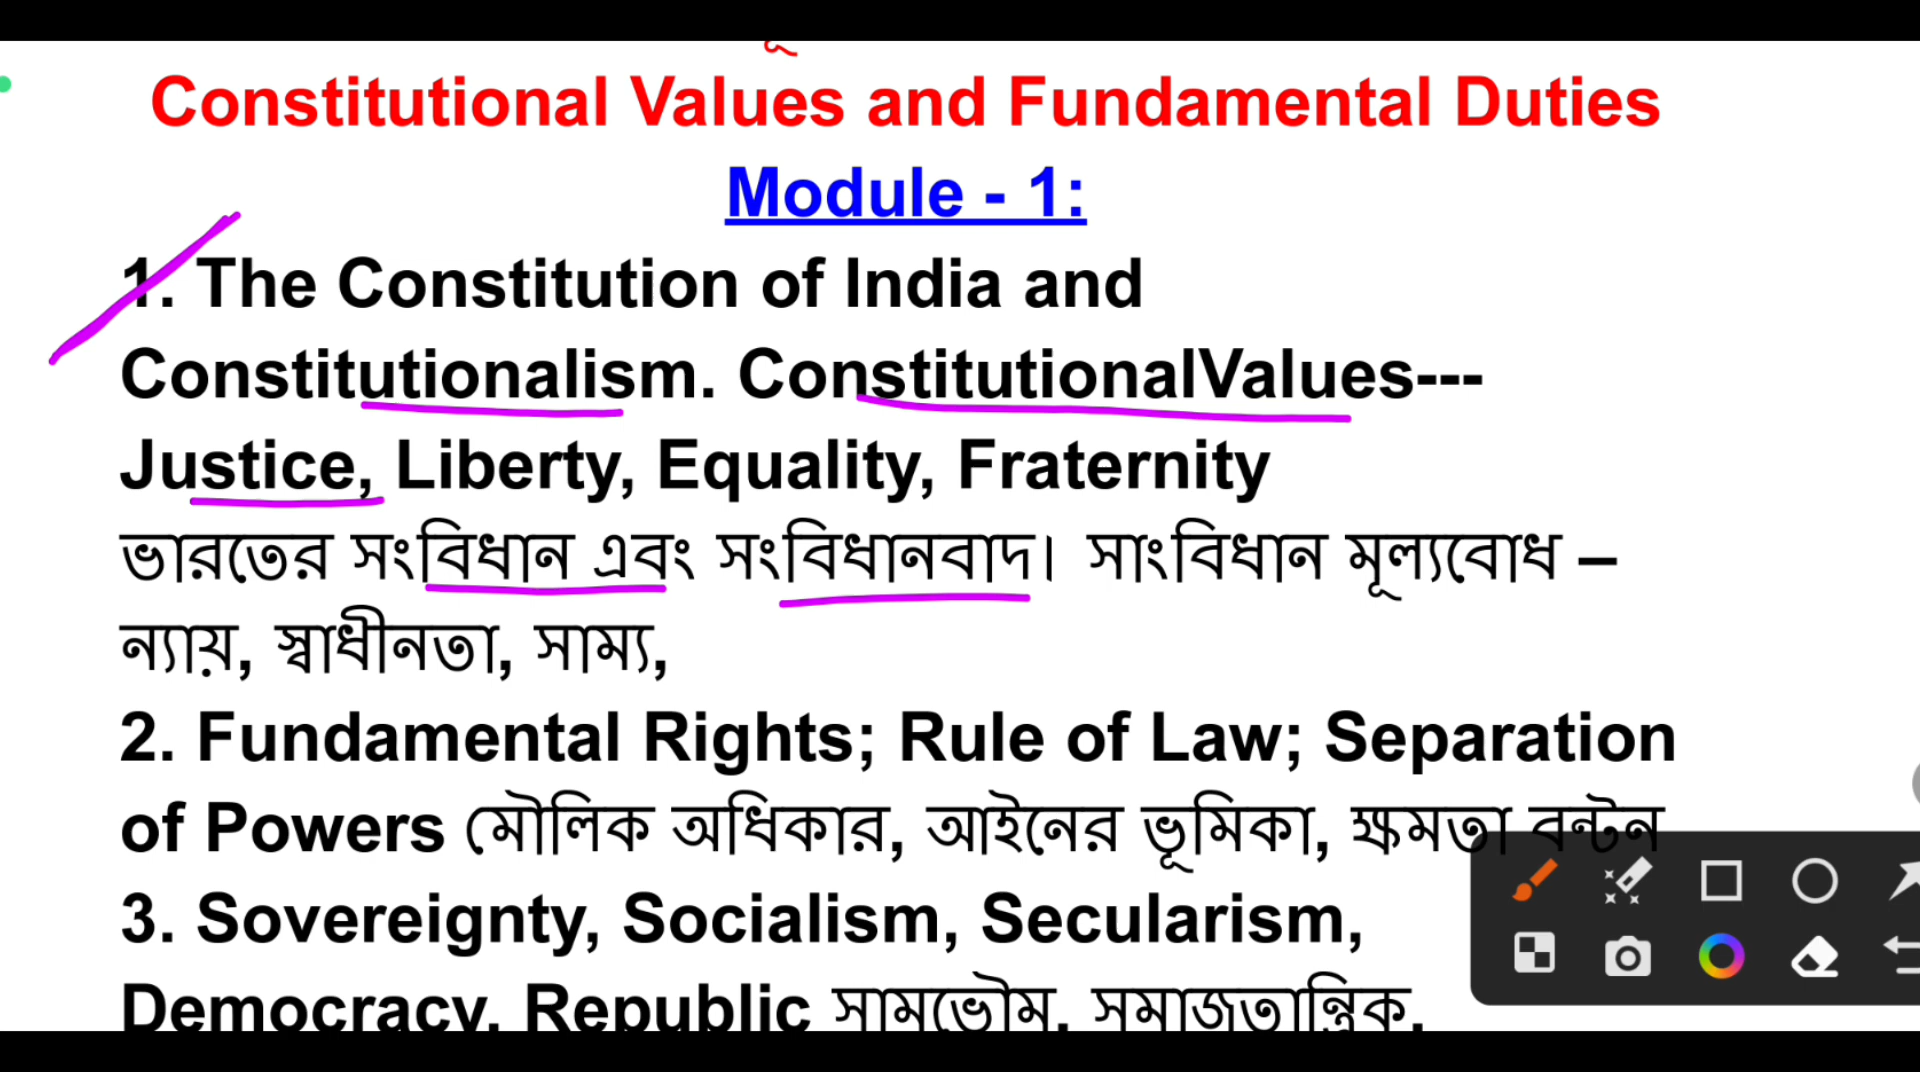 Constitutional Values and Fundamental Duties
Module - 1:
1. The Constitution of India and
Constitutionalism. ConstitutionalValues---
Justice, Liberty, Equality, Fraternity
ভারতের সংবিধান এবং সংবিধানবাদ। সাংবিধান মূল্যবোধ –
ন্যায়, স্বাধীনতা, সাম্য,
2. Fundamental Rights; Rule of Law; Separation
of Powers মৌলিক অধিকার, আইনের ভূমিকা, ক্ষমতা বন্টন
3. Sovereignty, Socialism, Secularism,
Democracy, Republic সামভৌম, সমাজতান্ত্রিক,